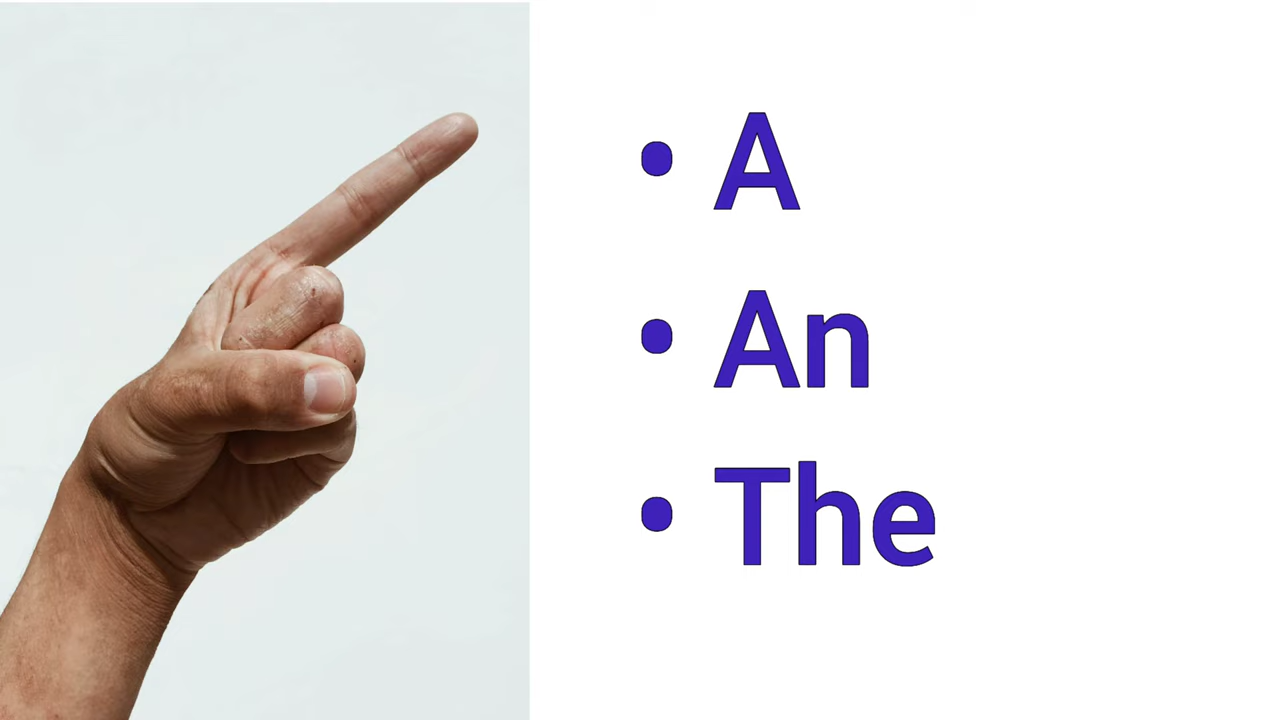 • A
• An
• The